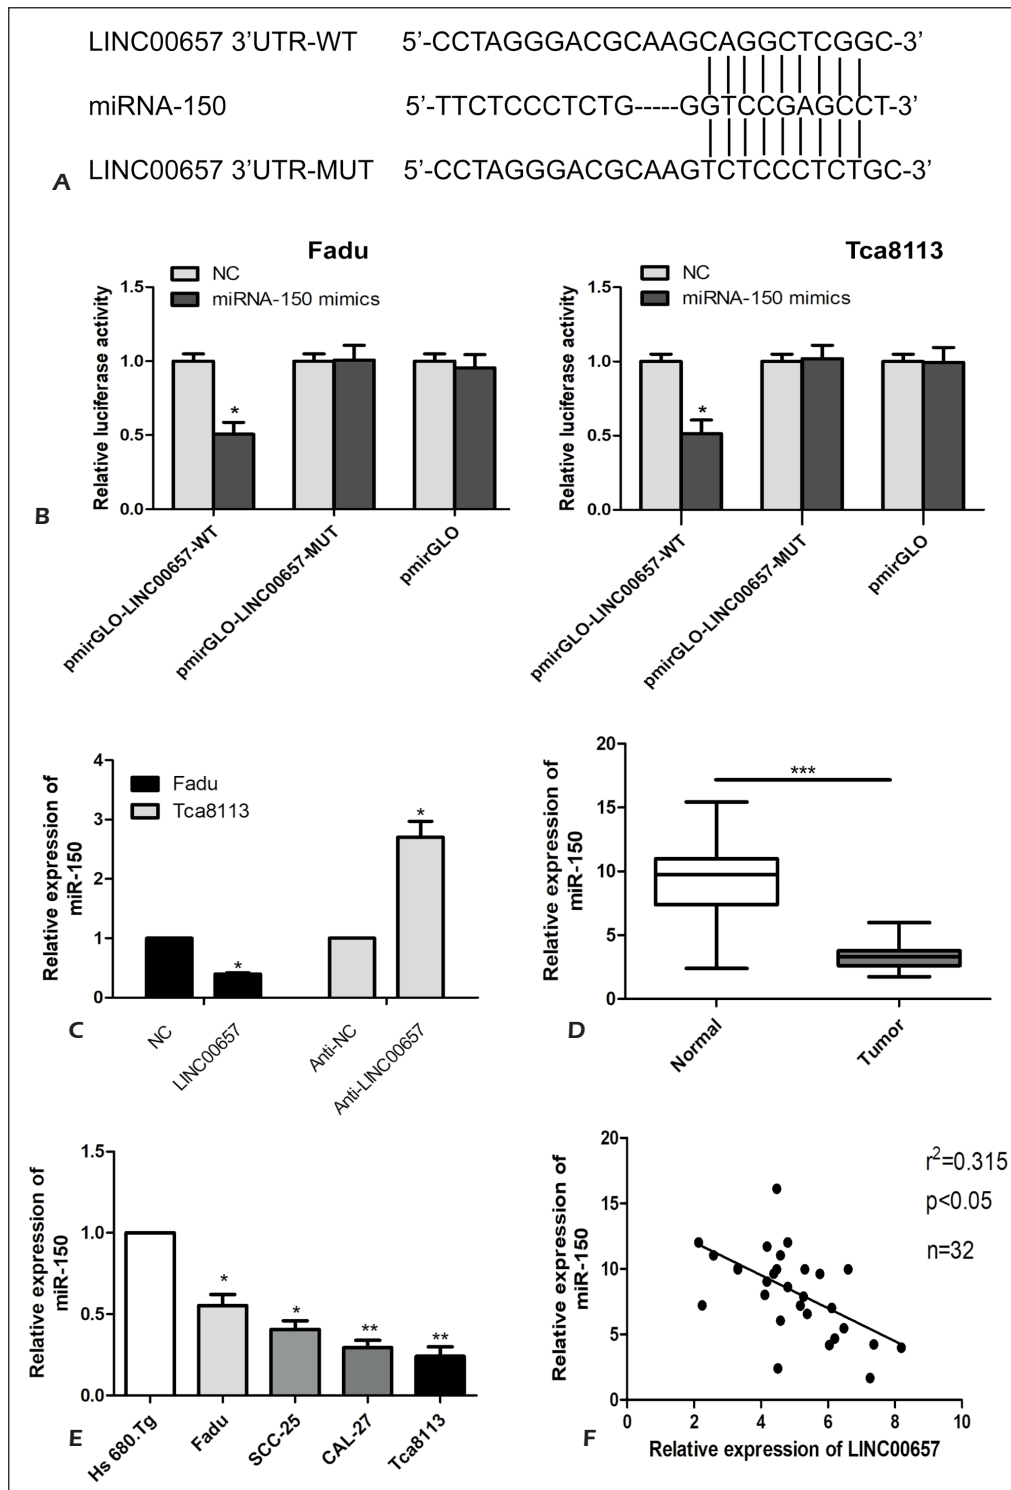 LINC00657 3’UTR-WT 5’-CCTAGGGACGCAAGCAGGCTCGGC-3’
miRNA-150 5’-TTCTCCCTCTG-----GGTCCGAGCCT-3’
LINC00657 3’UTR-MUT 5’-CCTAGGGACGCAAGTCTCCCTCTGC-3’
A
Fadu
NC
miRNA-150 mimics
Relative luciferase activity
1.5
1.0
0.5
0.0
*
pmirGLO-LINC00657-WT
pmirGLO-LINC00657-MUT
pmirGLO
B
Tca8113
NC
miRNA-150 mimics
Relative luciferase activity
1.5
1.0
0.5
0.0
*
pmirGLO-LINC00657-WT
pmirGLO-LINC00657-MUT
pmirGLO
Relative expression of
miR-150
4
3
2
1
0
Fadu
Tca8113
*
*
NC
LINC00657
Anti-NC
Anti-LINC00657
C
Relative expression of
miR-150
20
15
10
5
0
***
Normal
Tumor
D
Relative expression of
miR-150
1.5
1.0
0.5
0.0
*
*
**
**
Hs 680.Tg
Fadu
SCC-25
CAL-27
Tca8113
E
Relative expression of
miR-150
20
15
10
5
0
r2=0.315
p<0.05
n=32
0 2 4 6 8 10
Relative expression of LINC00657
F